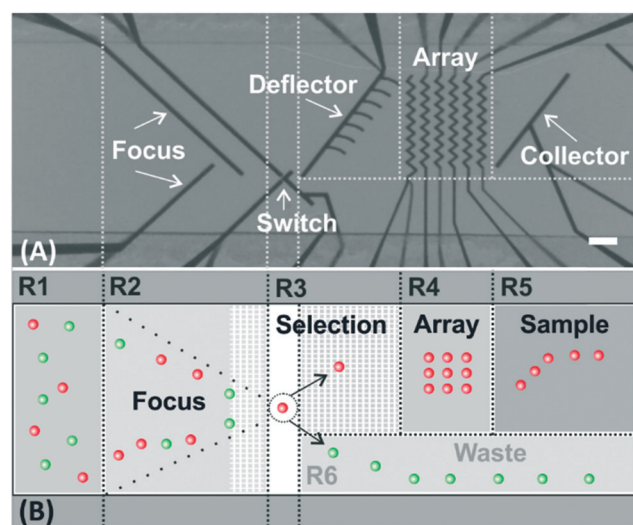 Array
Deflector
Focus
Collector
Switch
(A)
R1 R2 R3 R4 R5
Selection Array Sample
Focus
Waste
R6
(B)